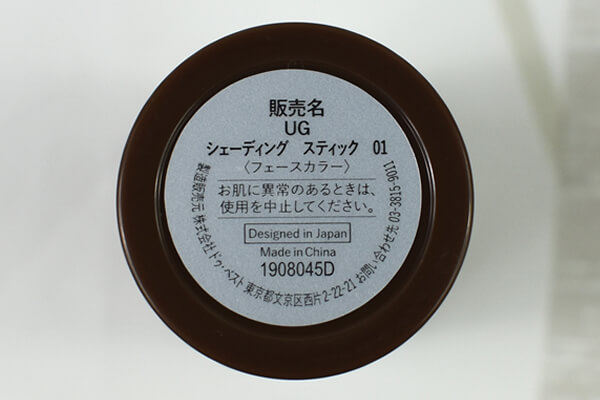 販売名
UG
シェーディング スティック 01
〈フェースカラー〉
お肌に異常のあるときは、
使用を中止してください。
Designed in Japan
Made in China
1908045D
製造販売元 株式会社 ドゥ・ベスト 東京都文京区西片2-22-21 お問い合わせ先 03-3815-9011